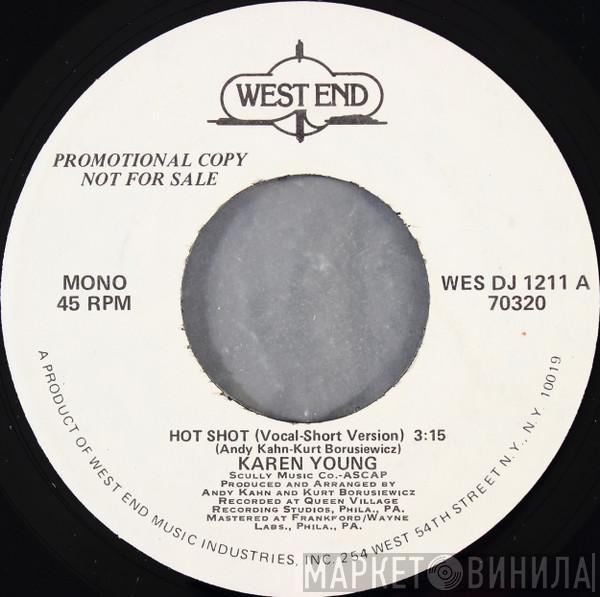 WEST END
PROMOTIONAL COPY
NOT FOR SALE
MONO
45 RPM
WES DJ 1211 A
70320
HOT SHOT (Vocal-Short Version) 3:15
(Andy Kahn-Kurt Borusiewicz)
KAREN YOUNG
SCULLY MUSIC CO.-ASCAP
PRODUCED AND ARRANGED BY
ANDY KAHN AND KURT BORUSIEWICZ
RECORDED AT QUEEN VILLAGE
RECORDING STUDIOS, PHILA., PA.
MASTERED AT FRANKFORD/WAYNE
LABS., PHILA., PA.
A PRODUCT OF WEST END MUSIC INDUSTRIES, INC. 254 WEST 54TH STREET N.Y., N.Y 10019
МАРКЕТ ВИНИЛА